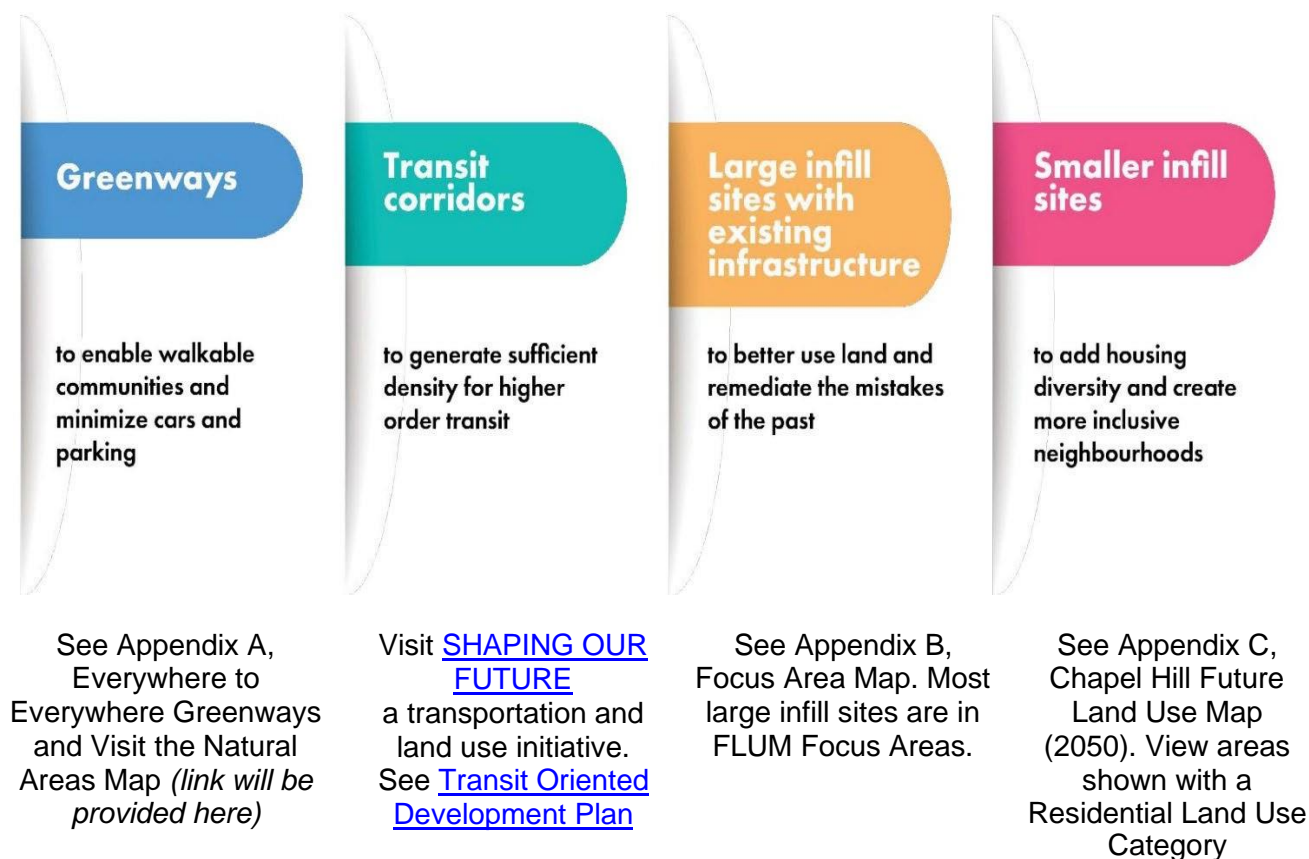 Greenways
to enable walkable
communities and
minimize cars and
parking
See Appendix A,
Everywhere to
Everywhere Greenways
and Visit the Natural
Areas Map (link will be
provided here)
Transit
corridors
to generate sufficient
density for higher
order transit
Visit SHAPING OUR
FUTURE
a transportation and
land use initiative.
See Transit Oriented
Development Plan
Large infill
sites with
existing
infrastructure
to better use land and
remediate the mistakes
of the past
See Appendix B,
Focus Area Map. Most
large infill sites are in
FLUM Focus Areas.
Smaller infill
sites
to add housing
diversity and create
more inclusive
neighbourhoods
See Appendix C,
Chapel Hill Future
Land Use Map
(2050). View areas
shown with a
Residential Land Use
Category